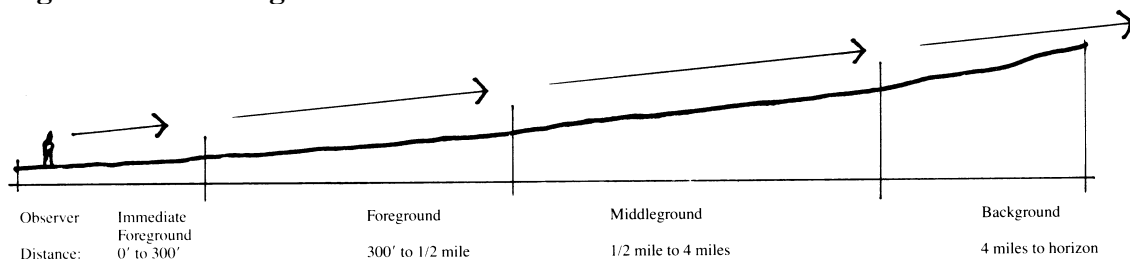 Observer Immediate Foreground Foreground Middleground Background
Distance: 0' to 300' 300' to 1/2 mile 1/2 mile to 4 miles 4 miles to horizon